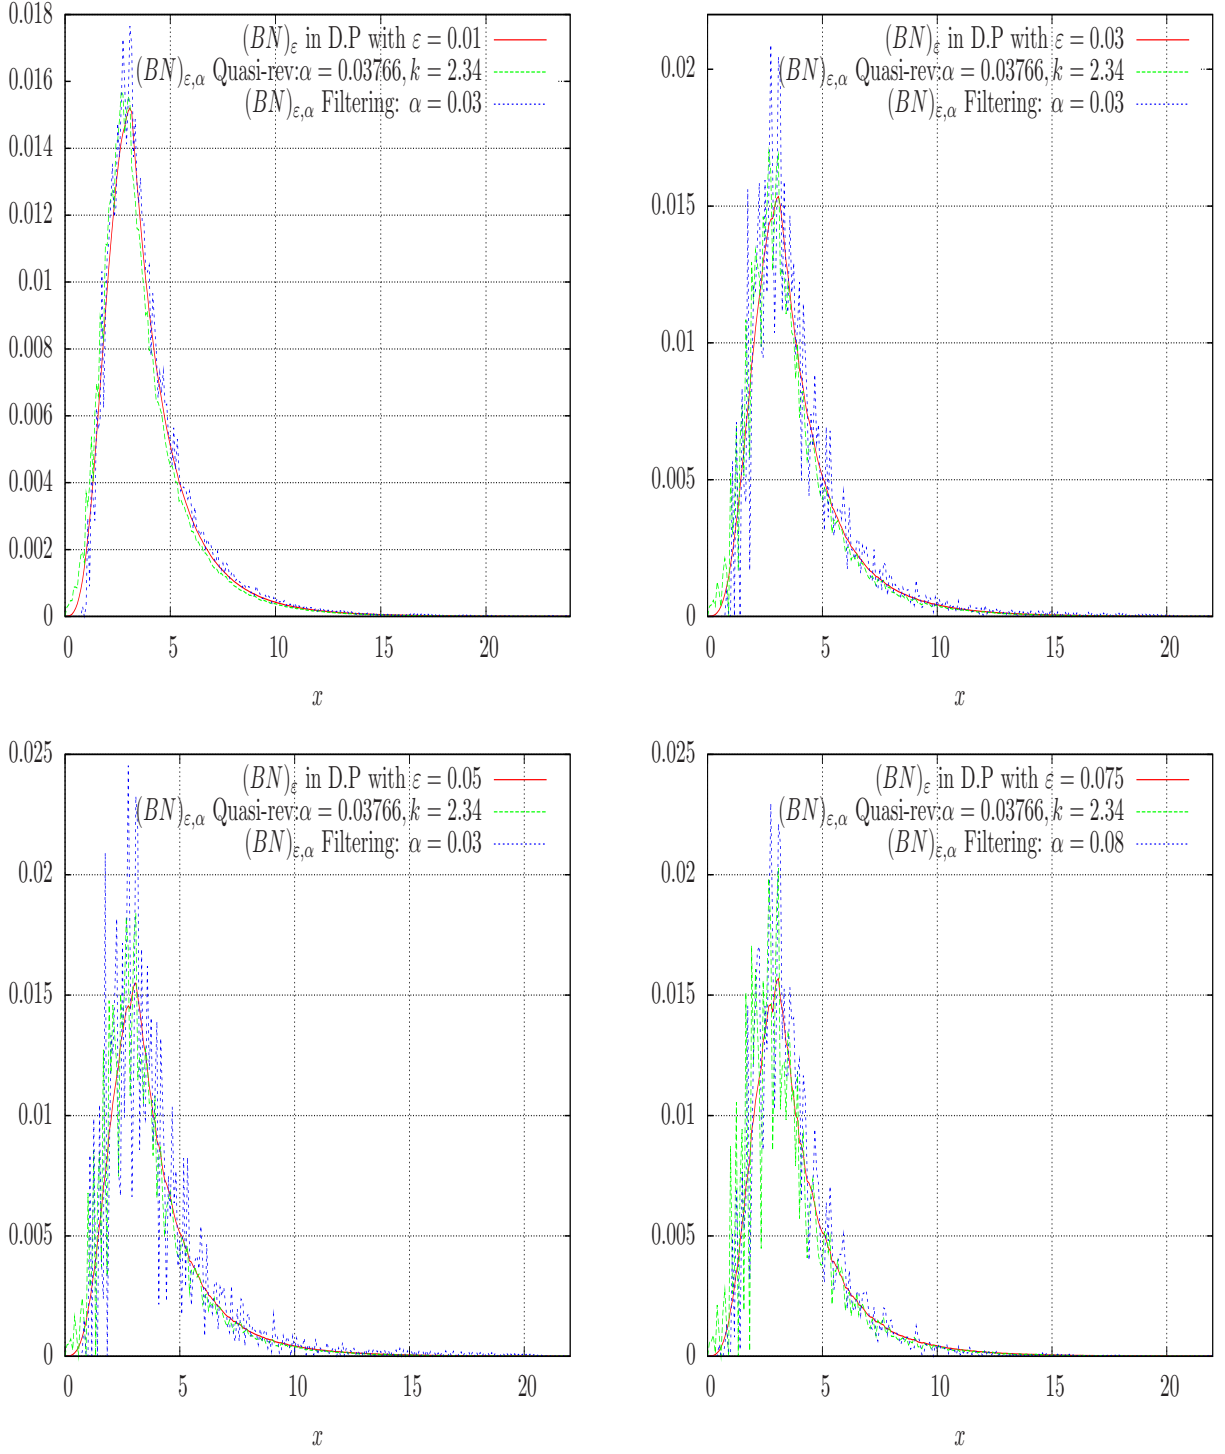 0.018
0.016
0.014
0.012
0.01
0.008
0.006
0.004
0.002
0
0 5 10 15 20
x
(BN)ε in D.P with ε = 0.01
(BN)ε,α Quasi-rev:α = 0.03766, k = 2.34
(BN)ε,α Filtering: α = 0.03
0.02
0.015
0.01
0.005
0
0 5 10 15 20
x
(BN)ε in D.P with ε = 0.03
(BN)ε,α Quasi-rev:α = 0.03766, k = 2.34
(BN)ε,α Filtering: α = 0.03
0.025
0.02
0.015
0.01
0.005
0
0 5 10 15 20
x
(BN)ε in D.P with ε = 0.05
(BN)ε,α Quasi-rev:α = 0.03766, k = 2.34
(BN)ε,α Filtering: α = 0.03
0.025
0.02
0.015
0.01
0.005
0
0 5 10 15 20
x
(BN)ε in D.P with ε = 0.075
(BN)ε,α Quasi-rev:α = 0.03766, k = 2.34
(BN)ε,α Filtering: α = 0.08